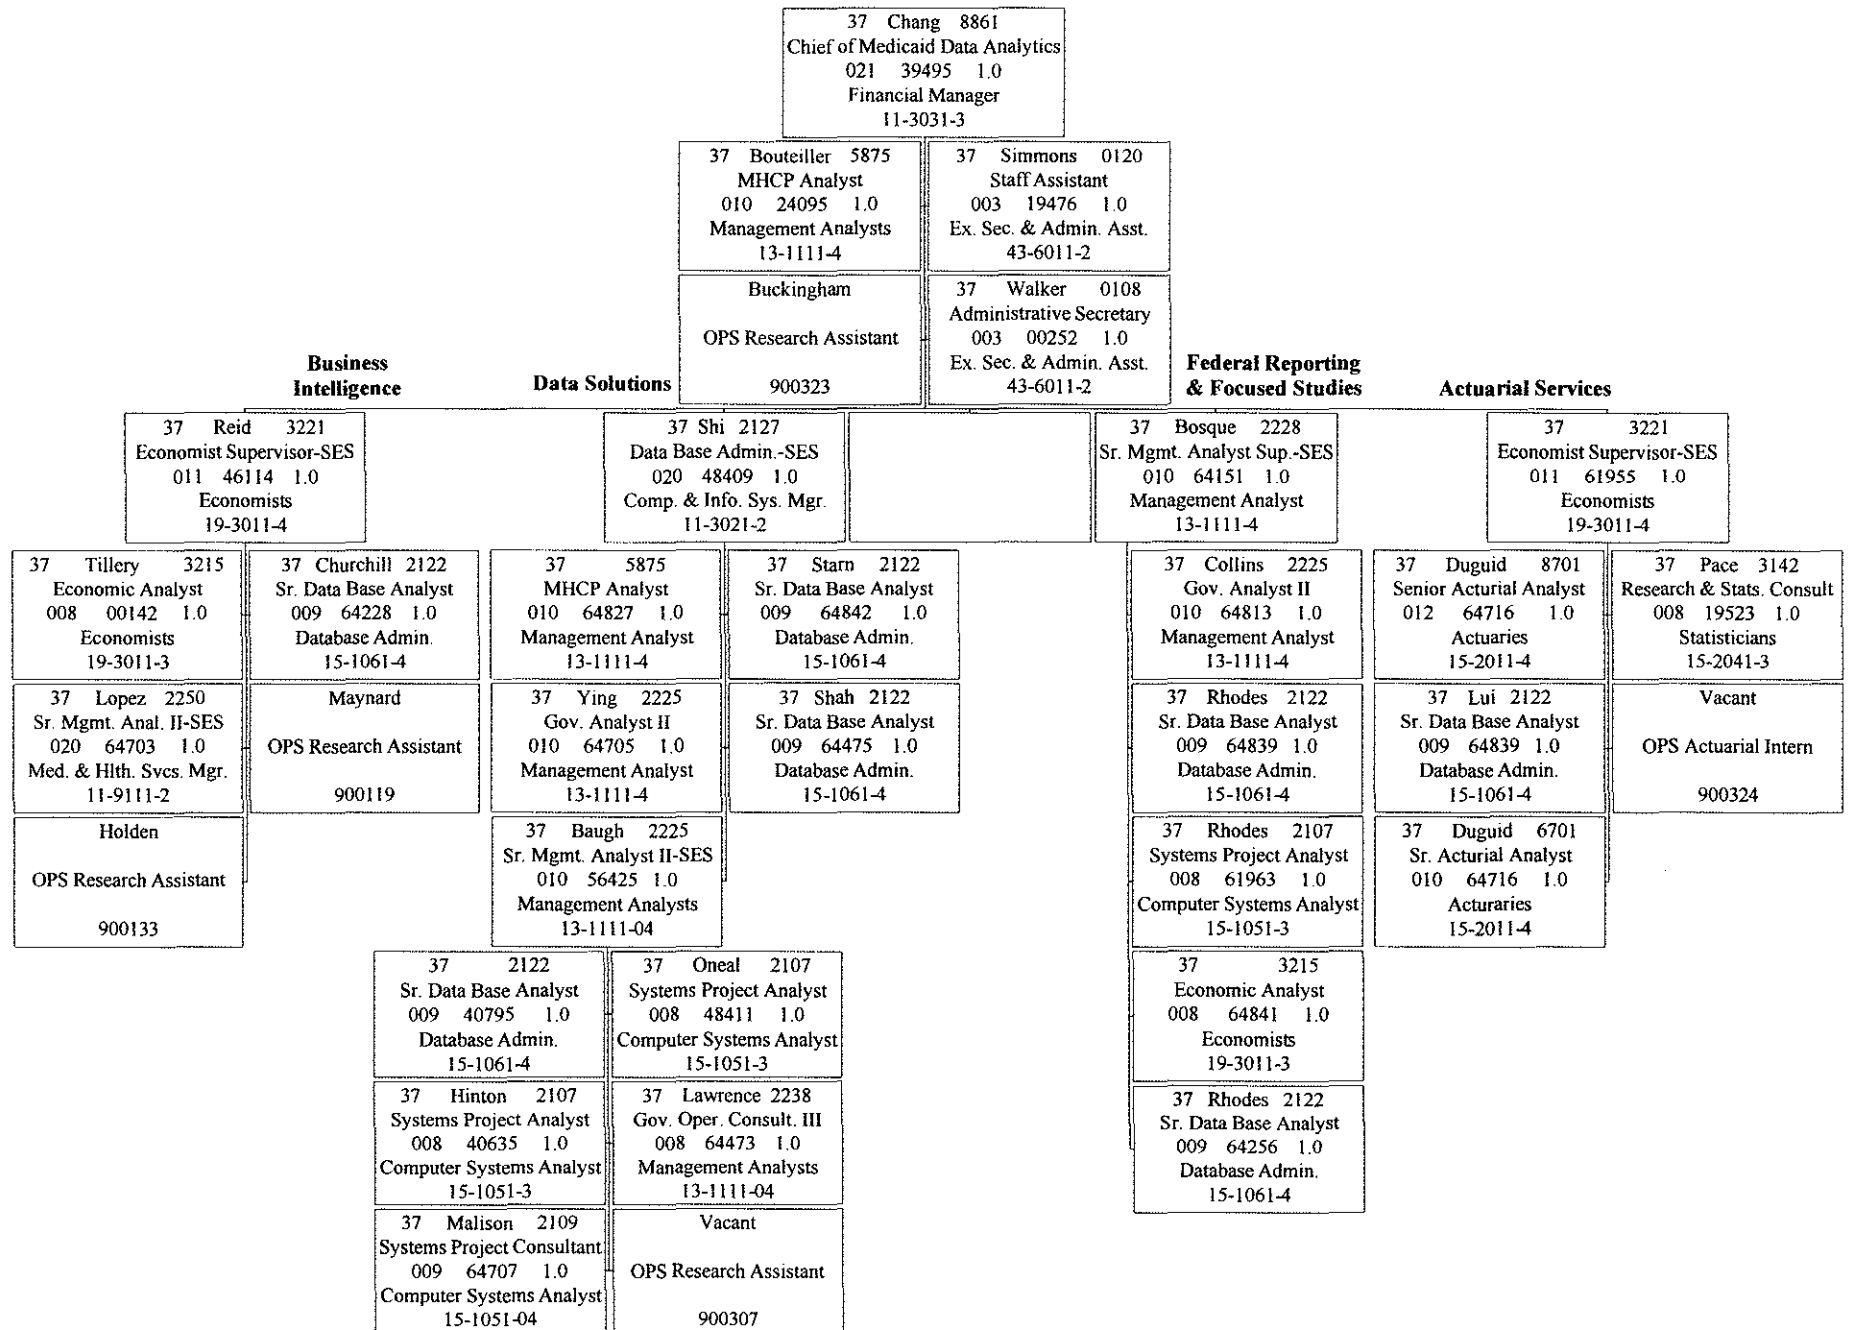 37 Chang 8861
Chief of Medicaid Data Analytics
021 39495 1.0
Financial Manager
11-3031-3
37 Bouteiller 5875
MHCP Analyst
010 24095 1.0
Management Analysts
13-1111-4
37 Simmons 0120
Staff Assistant
003 19476 1.0
Ex. Sec. & Admin. Asst.
43-6011-2
Buckingham
OPS Research Assistant
900323
37 Walker 0108
Administrative Secretary
003 00252 1.0
Ex. Sec. & Admin. Asst.
43-6011-2
Business
Intelligence
Data Solutions
Federal Reporting
& Focused Studies
Actuarial Services
37 Reid 3221
Economist Supervisor-SES
011 46114 1.0
Economists
19-3011-4
37 Shi 2127
Data Base Admin.-SES
020 48409 1.0
Comp. & Info. Sys. Mgr.
11-3021-2
37 Bosque 2228
Sr. Mgmt. Analyst Sup.-SES
010 64151 1.0
Management Analyst
13-1111-4
37 3221
Economist Supervisor-SES
011 61955 1.0
Economists
19-3011-4
37 Tillery 3215
Economic Analyst
008 00142 1.0
Economists
19-3011-3
37 Churchill 2122
Sr. Data Base Analyst
009 64228 1.0
Database Admin.
15-1061-4
37 5875
MHCP Analyst
010 64827 1.0
Management Analyst
13-1111-4
37 Starn 2122
Sr. Data Base Analyst
009 64842 1.0
Database Admin.
15-1061-4
37 Collins 2225
Gov. Analyst II
010 64813 1.0
Management Analyst
13-1111-4
37 Duguid 8701
Senior Acturial Analyst
012 64716 1.0
Actuaries
15-2011-4
37 Pace 3142
Research & Stats. Consult
008 19523 1.0
Statisticians
15-2041-3
37 Lopez 2250
Sr. Mgmt. Anal. II-SES
020 64703 1.0
Med. & Hlth. Svcs. Mgr.
11-9111-2
Maynard
OPS Research Assistant
900119
37 Ying 2225
Gov. Analyst II
010 64705 1.0
Management Analyst
13-1111-4
37 Shah 2122
Sr. Data Base Analyst
009 64475 1.0
Database Admin.
15-1061-4
37 Rhodes 2122
Sr. Data Base Analyst
009 64839 1.0
Database Admin.
15-1061-4
37 Lui 2122
Sr. Data Base Analyst
009 64839 1.0
Database Admin.
15-1061-4
Vacant
OPS Actuarial Intern
900324
Holden
OPS Research Assistant
900133
37 Baugh 2225
Sr. Mgmt. Analyst II-SES
010 56425 1.0
Management Analysts
13-1111-04
37 Rhodes 2107
Systems Project Analyst
008 61963 1.0
Computer Systems Analyst
15-1051-3
37 Duguid 6701
Sr. Acturial Analyst
010 64716 1.0
Acturaries
15-2011-4
37 2122
Sr. Data Base Analyst
009 40795 1.0
Database Admin.
15-1061-4
37 Oneal 2107
Systems Project Analyst
008 48411 1.0
Computer Systems Analyst
15-1051-3
37 3215
Economic Analyst
008 64841 1.0
Economists
19-3011-3
37 Hinton 2107
Systems Project Analyst
008 40635 1.0
Computer Systems Analyst
15-1051-3
37 Lawrence 2238
Gov. Oper. Consult. III
008 64473 1.0
Management Analysts
13-1111-04
37 Rhodes 2122
Sr. Data Base Analyst
009 64256 1.0
Database Admin.
15-1061-4
37 Malison 2109
Systems Project Consultant
009 64707 1.0
Computer Systems Analyst
15-1051-04
Vacant
OPS Research Assistant
900307